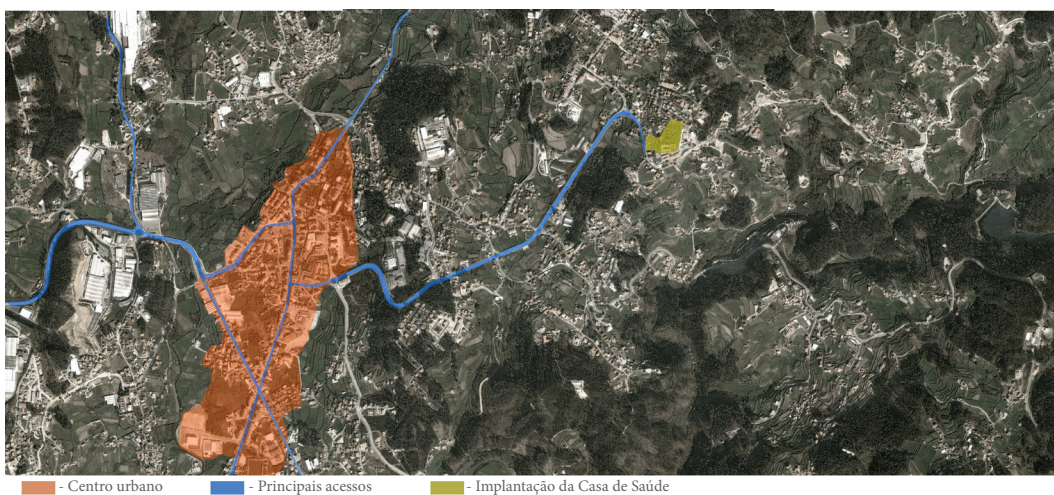 - Centro urbano
- Principais acessos
- Implantação da Casa de Saúde